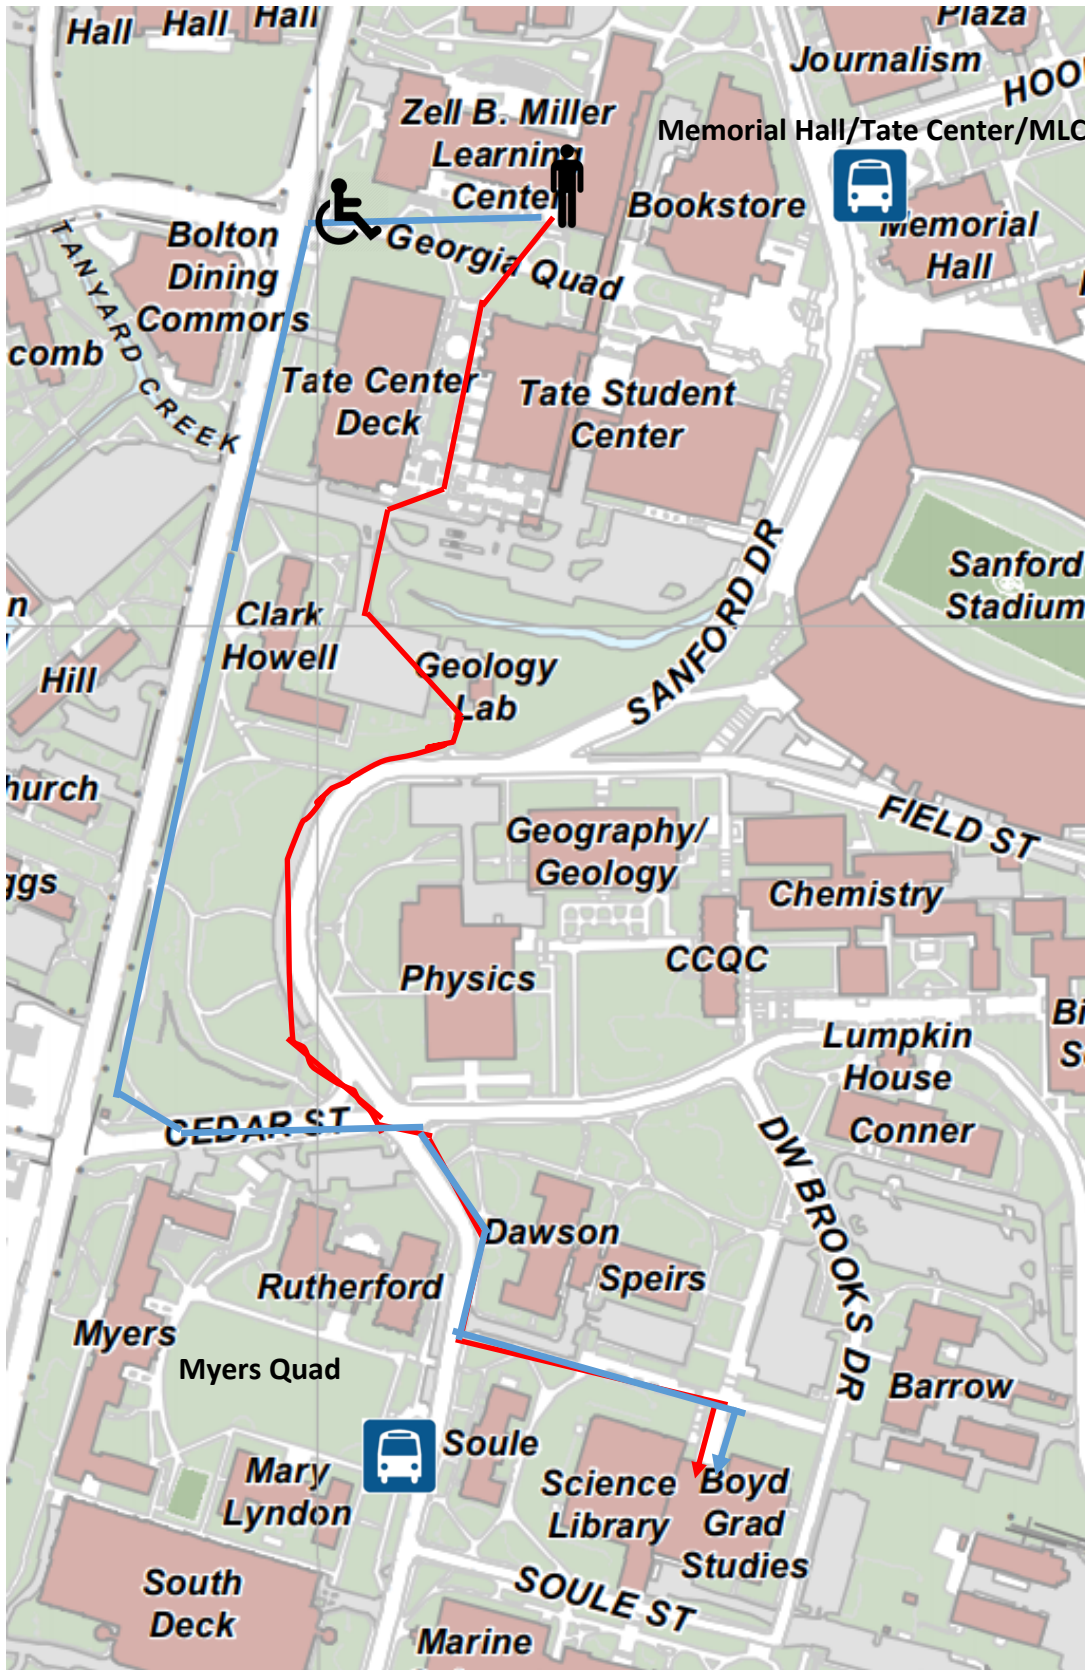 Hall
Hall
Hall
Plaza
Journalism
Zell B. Miller
Learning
Center
Memorial Hall/Tate Center/MLC
Bookstore
Memorial
Hall
Bolton
Dining
Commons
Georgia Quad
TANYARD CREEK
comb
Tate Center
Deck
Tate Student
Center
SANFORD DR
Sanford
Stadium
Clark
Howell
Hill
Geology
Lab
hurch
FIELD ST
Geography/
Geology
Chemistry
ggs
CCQC
Physics
Lumpkin
House
Conner
CEDAR ST
DW BROOKS DR
Dawson
Speirs
Rutherford
Myers
Myers Quad
Barrow
Soule
Mary
Lyndon
Science
Library
Boyd
Grad
Studies
South
Deck
SOULE ST
Marine